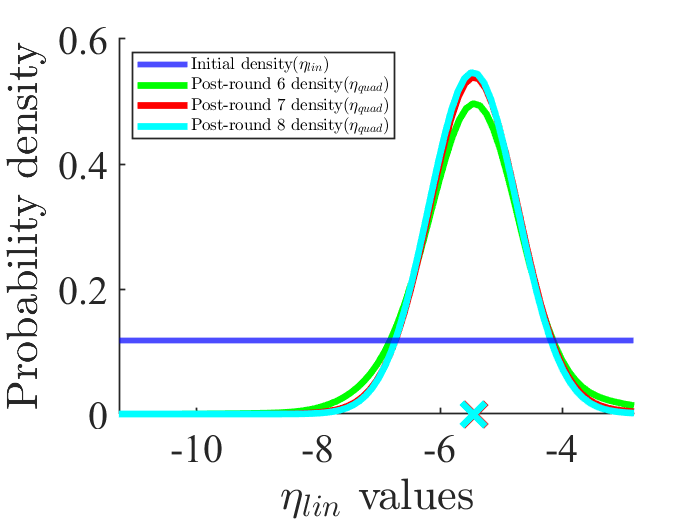 0.6
0.4
0.2
0
Probability density
Initial density(η_lin)
Post-round 6 density(η_quad)
Post-round 7 density(η_quad)
Post-round 8 density(η_quad)
-10 -8 -6 -4
η_lin values